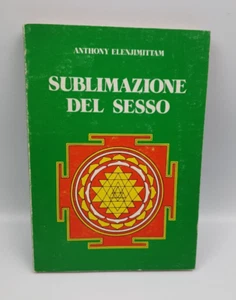 ANTHONY ELENJIMITTAM
SUBLIMAZIONE
DEL SESSO